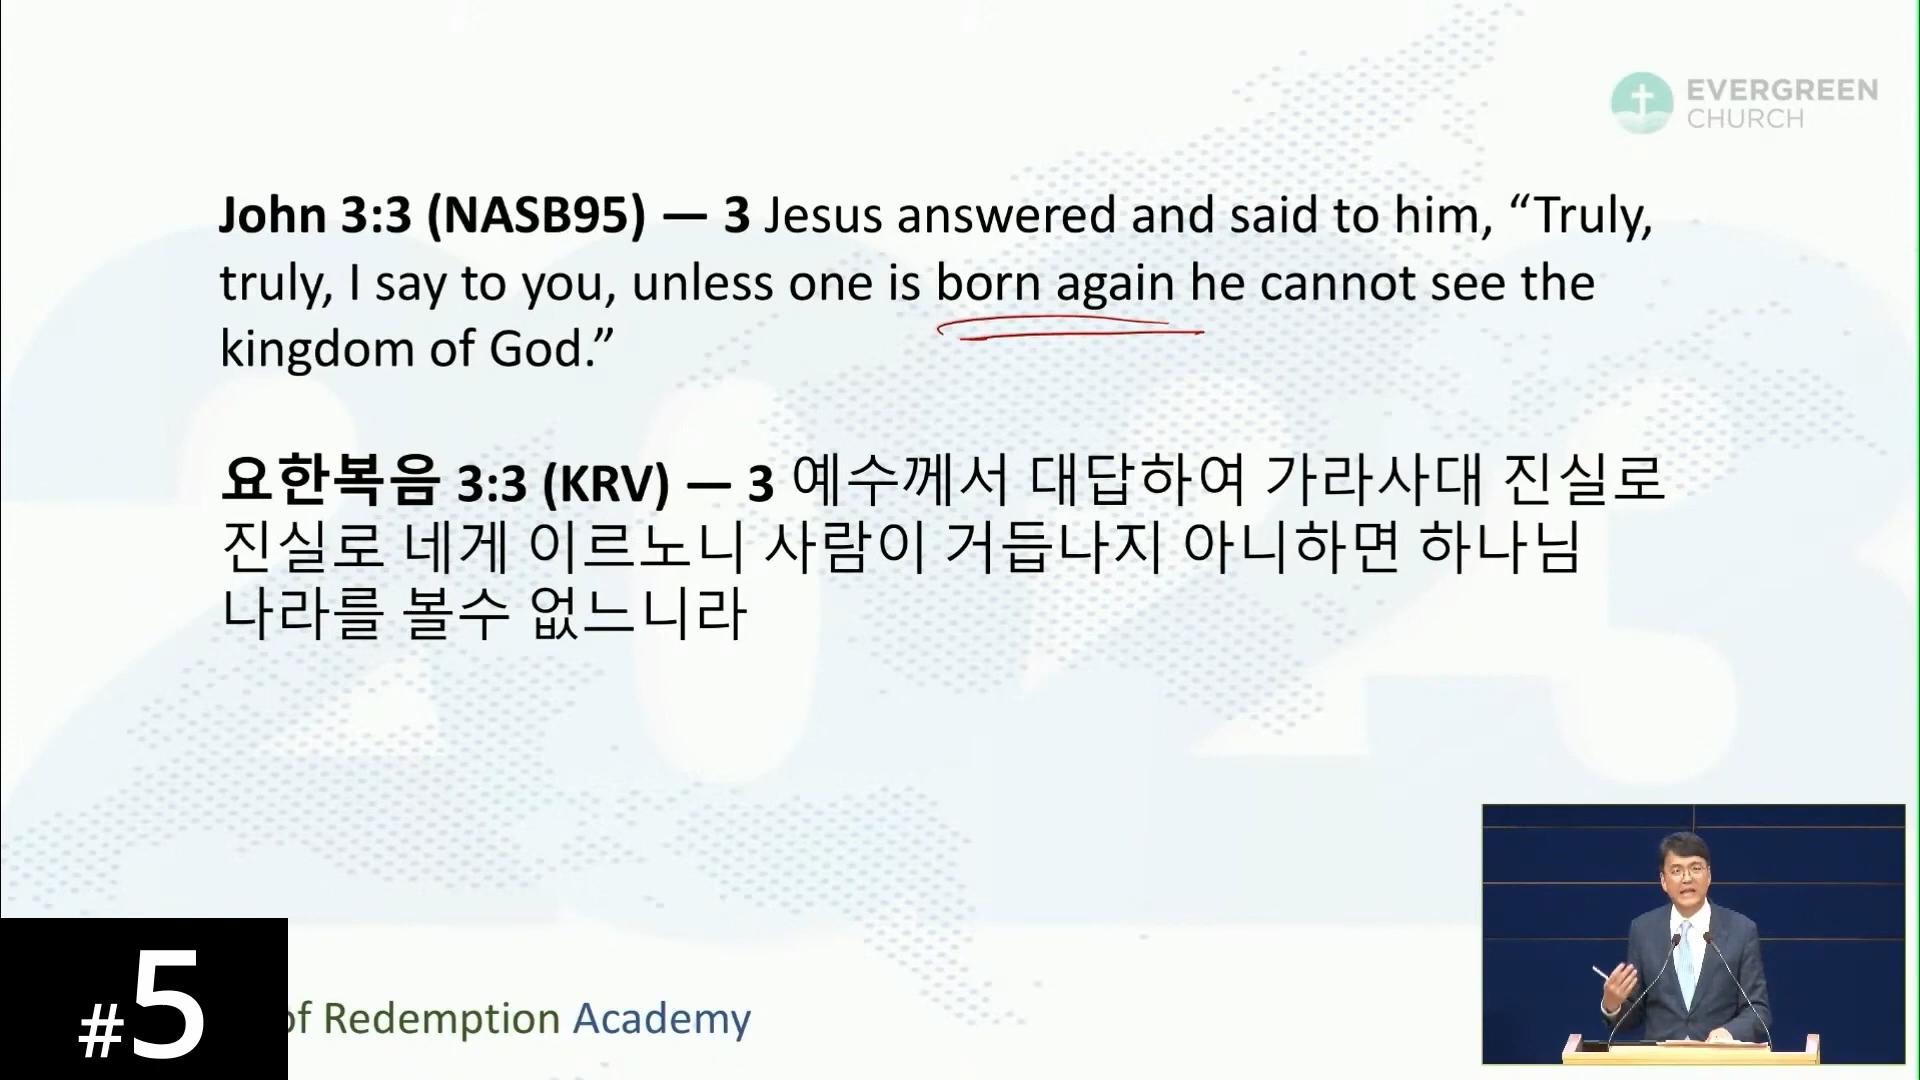 EVERGREEN
CHURCH
John 3:3 (NASB95) — 3 Jesus answered and said to him, “Truly,
truly, I say to you, unless one is born again he cannot see the
kingdom of God.”
요한복음 3:3 (KRV) — 3 예수께서 대답하여 가라사대 진실로
진실로 네게 이르노니 사람이 거듭나지 아니하면 하나님
나라를 볼수 없느니라
#5
of Redemption Academy